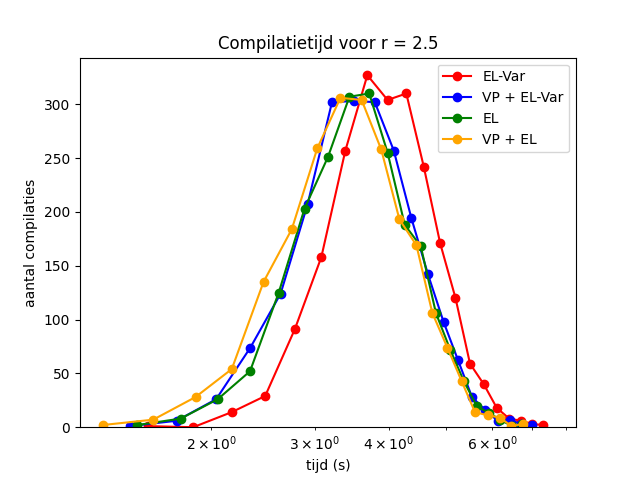 Compilatietijd voor r = 2.5
EL-Var
VP + EL-Var
EL
VP + EL
aantal compilaties
300
250
200
150
100
50
0
2 × 10⁰
3 × 10⁰
4 × 10⁰
6 × 10⁰
tijd (s)